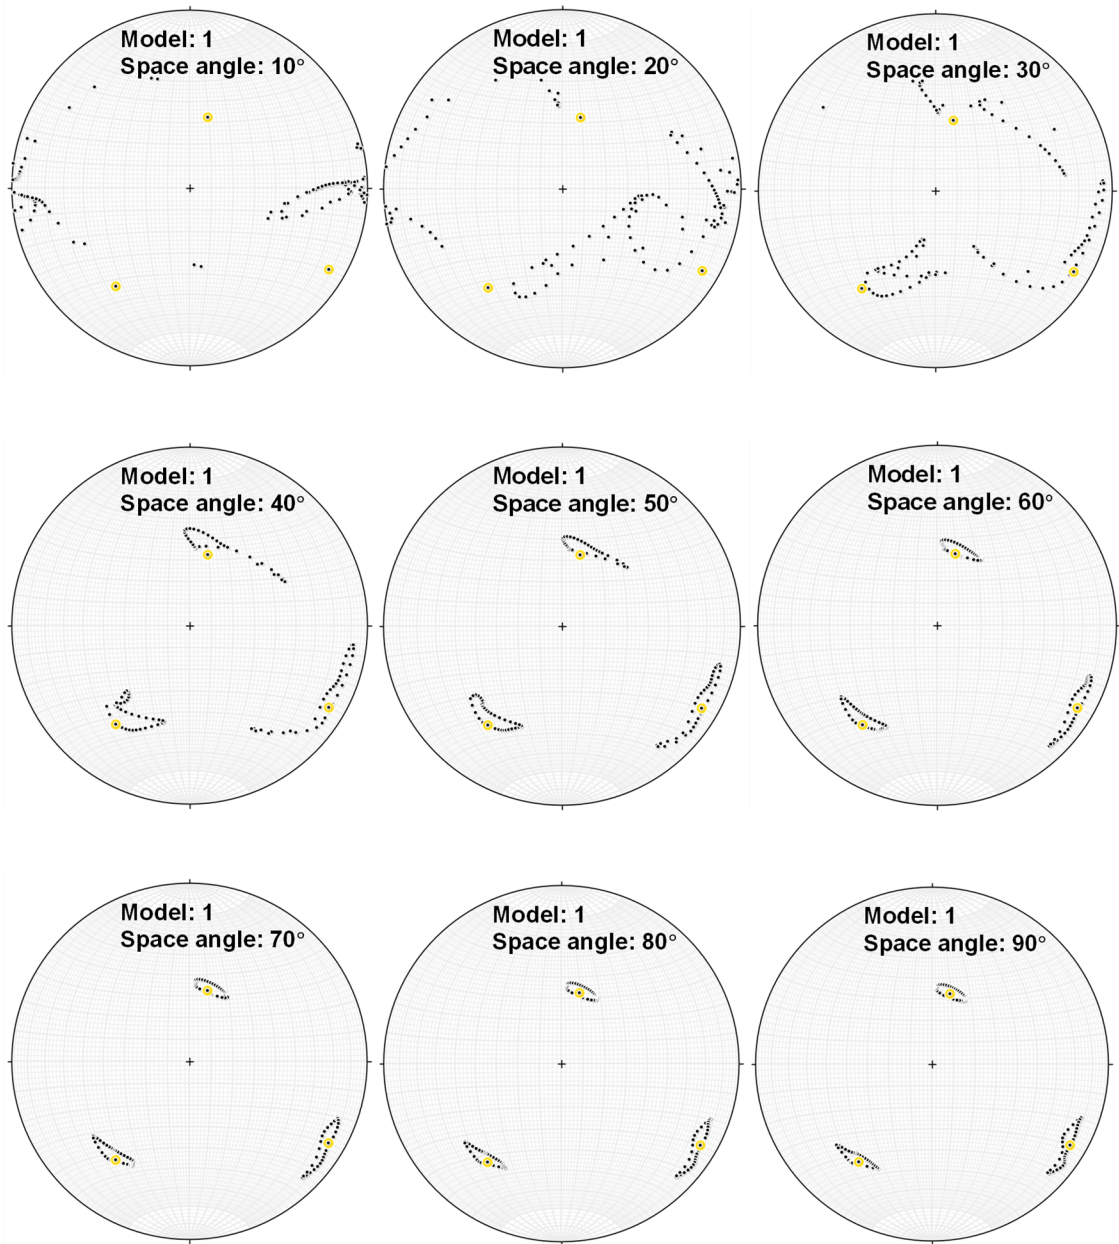 Model: 1
Space angle: 10°
Model: 1
Space angle: 20°
Model: 1
Space angle: 30°
Model: 1
Space angle: 40°
Model: 1
Space angle: 50°
Model: 1
Space angle: 60°
Model: 1
Space angle: 70°
Model: 1
Space angle: 80°
Model: 1
Space angle: 90°